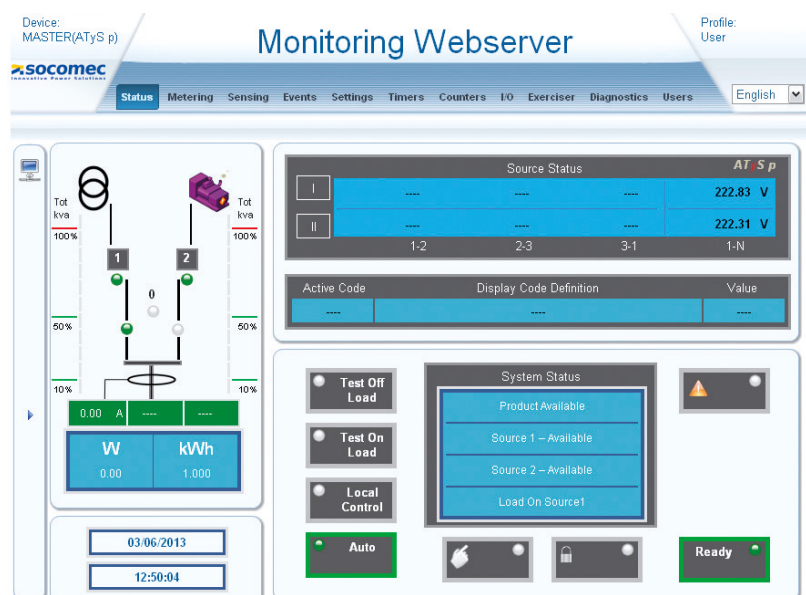 Device:
MASTER(ATyS p)
Monitoring Webserver
Profile:
User
socomec
Innovative Power Solutions
Status Metering Sensing Events Settings Timers Counters I/O Exerciser Diagnostics Users
English
Tot
kva
100%
50%
10%
Tot
kva
100%
50%
10%
1
2
0
0.00 A ---- ----
W kWh
0.00 1.000
03/06/2013
12:50:04
Source Status
ATyS p
I ---- ---- ---- 222.83 V
II ---- ---- ---- 222.31 V
1-2 2-3 3-1 1-N
Active Code Display Code Definition Value
---- ---- ----
Test Off
Load
Test On
Load
Local
Control
Auto
System Status
Product Available
Source 1 – Available
Source 2 – Available
Load On Source1
Ready